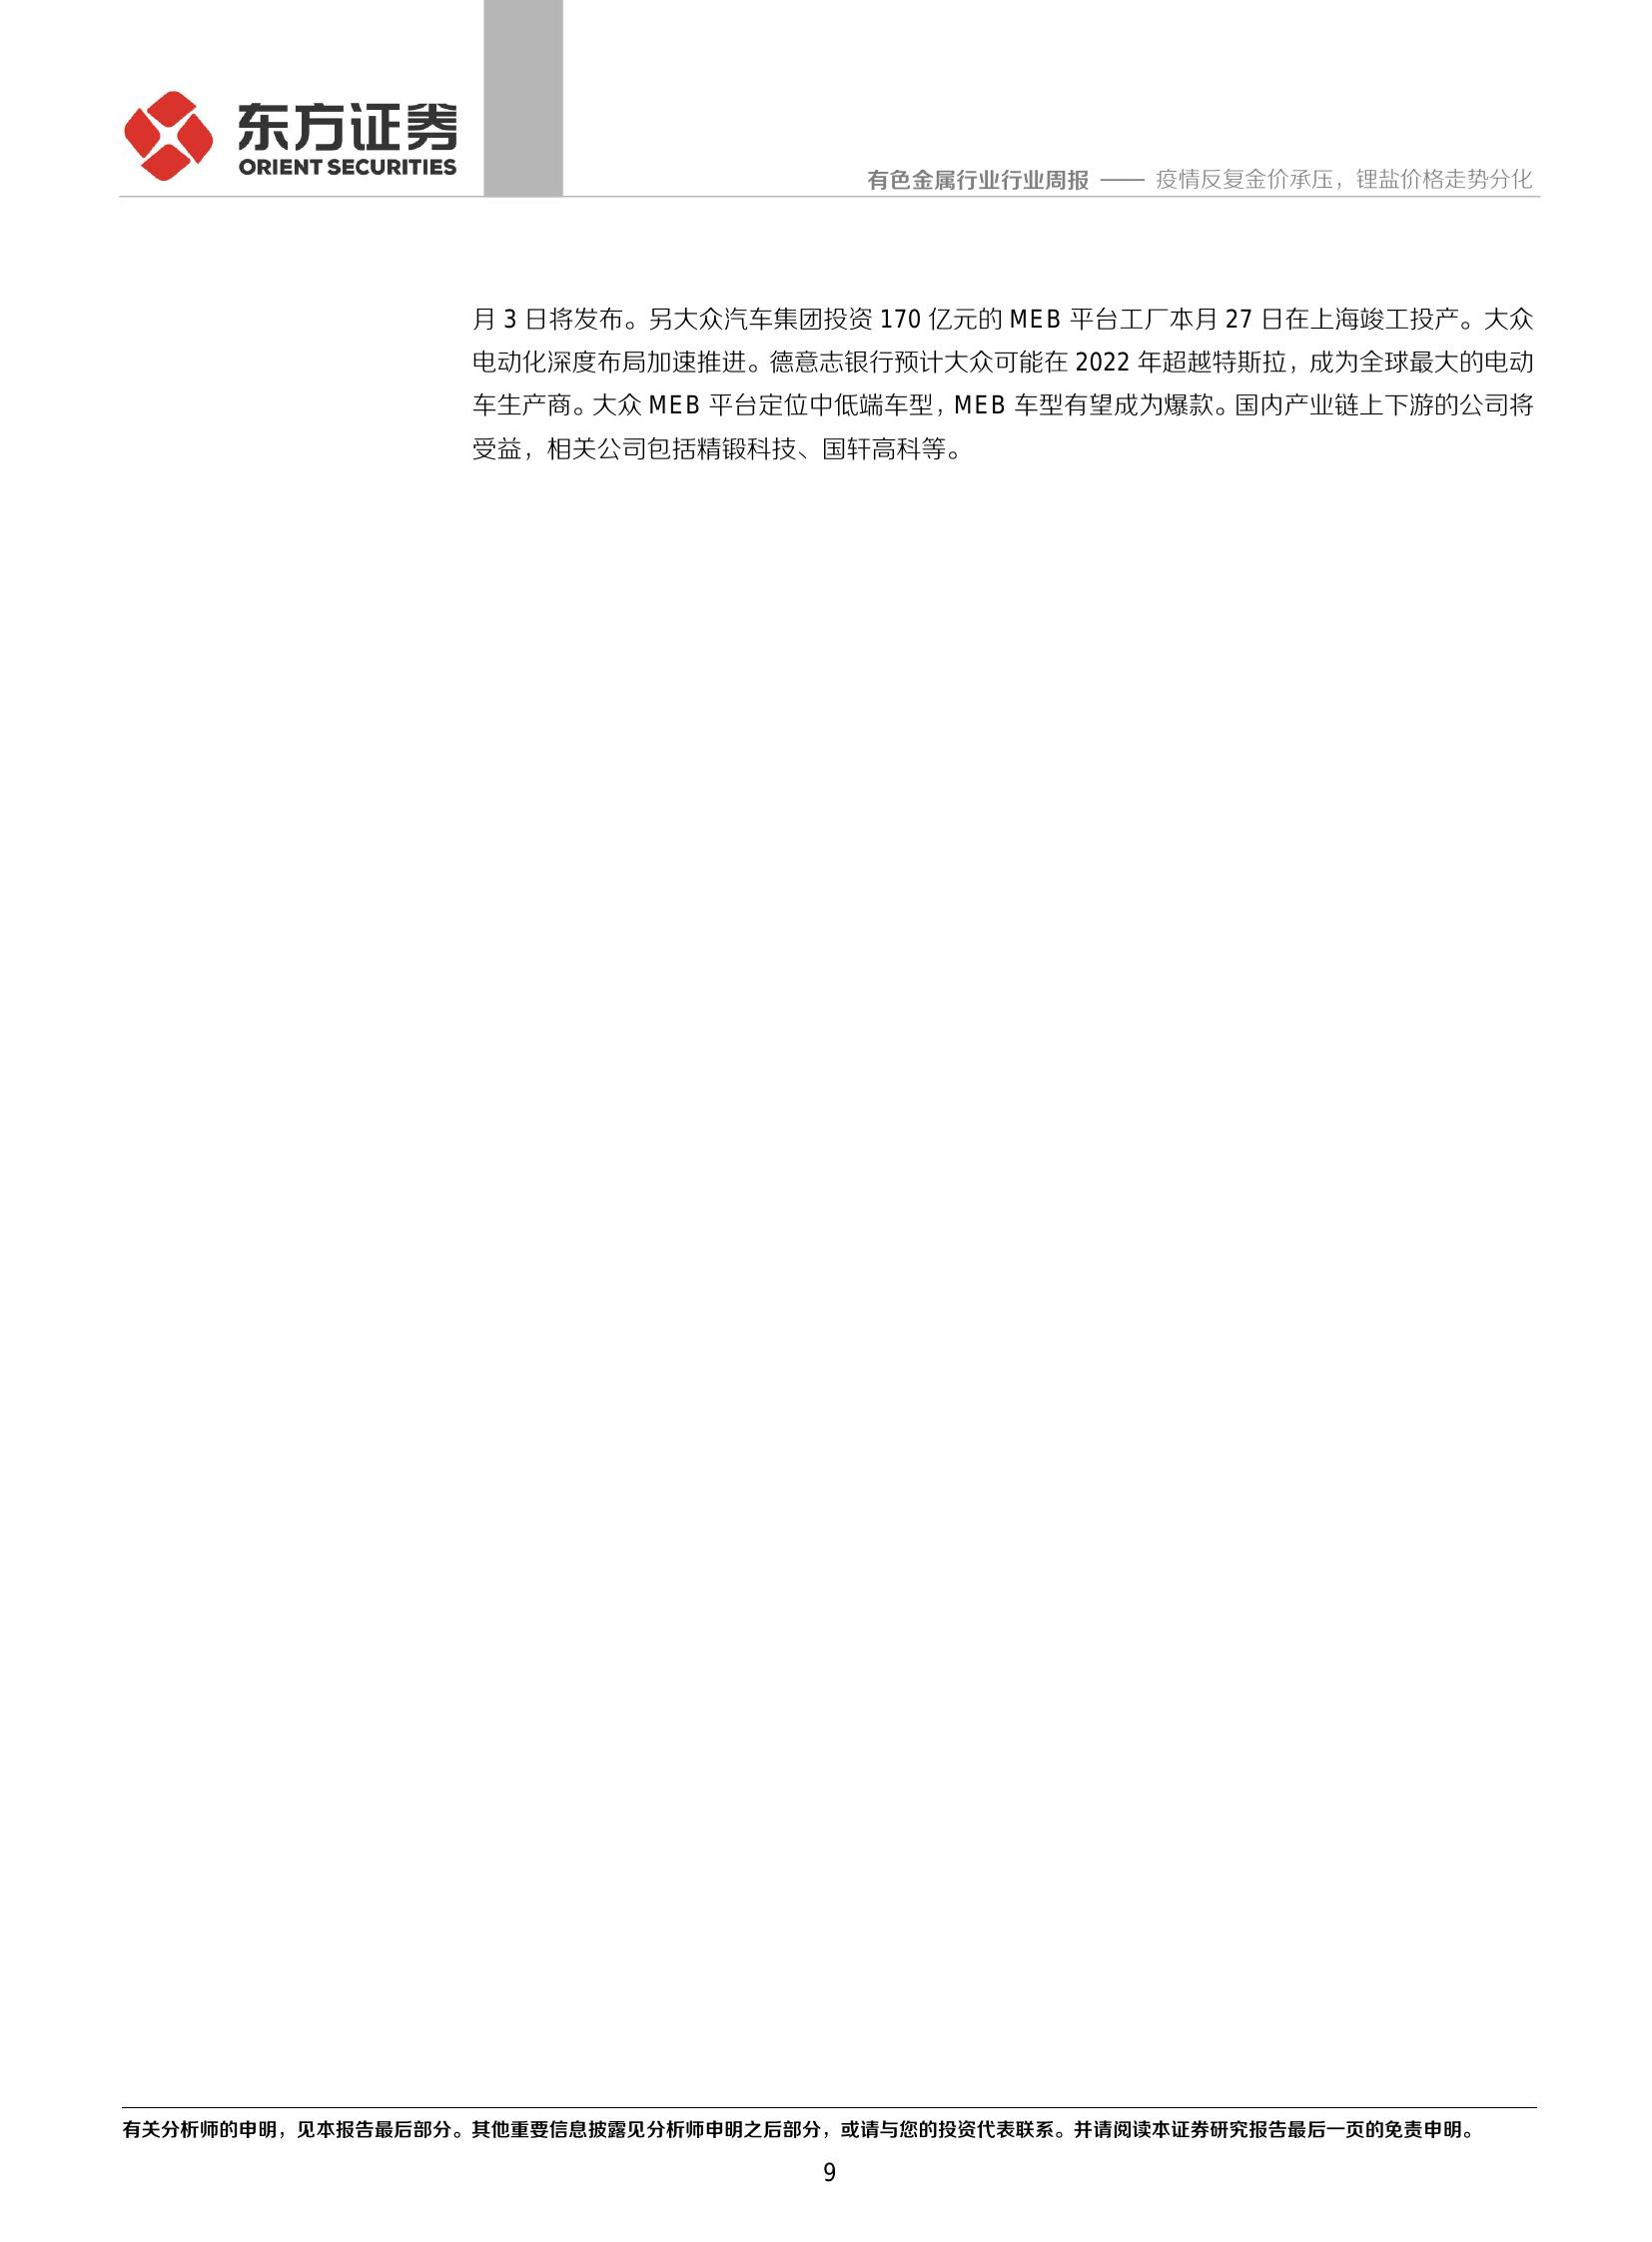 东方证券
ORIENT SECURITIES
有色金属行业行业周报 —— 疫情反复金价承压，锂盐价格走势分化
月 3 日将发布。另大众汽车集团投资 170 亿元的 MEB 平台工厂本月 27 日在上海竣工投产。大众
电动化深度布局加速推进。德意志银行预计大众可能在 2022 年超越特斯拉，成为全球最大的电动
车生产商。大众 MEB 平台定位中低端车型，MEB 车型有望成为爆款。国内产业链上下游的公司将
受益，相关公司包括精锻科技、国轩高科等。
有关分析师的申明，见本报告最后部分。其他重要信息披露见分析师申明之后部分，或请与您的投资代表联系。并请阅读本证券研究报告最后一页的免责申明。
9